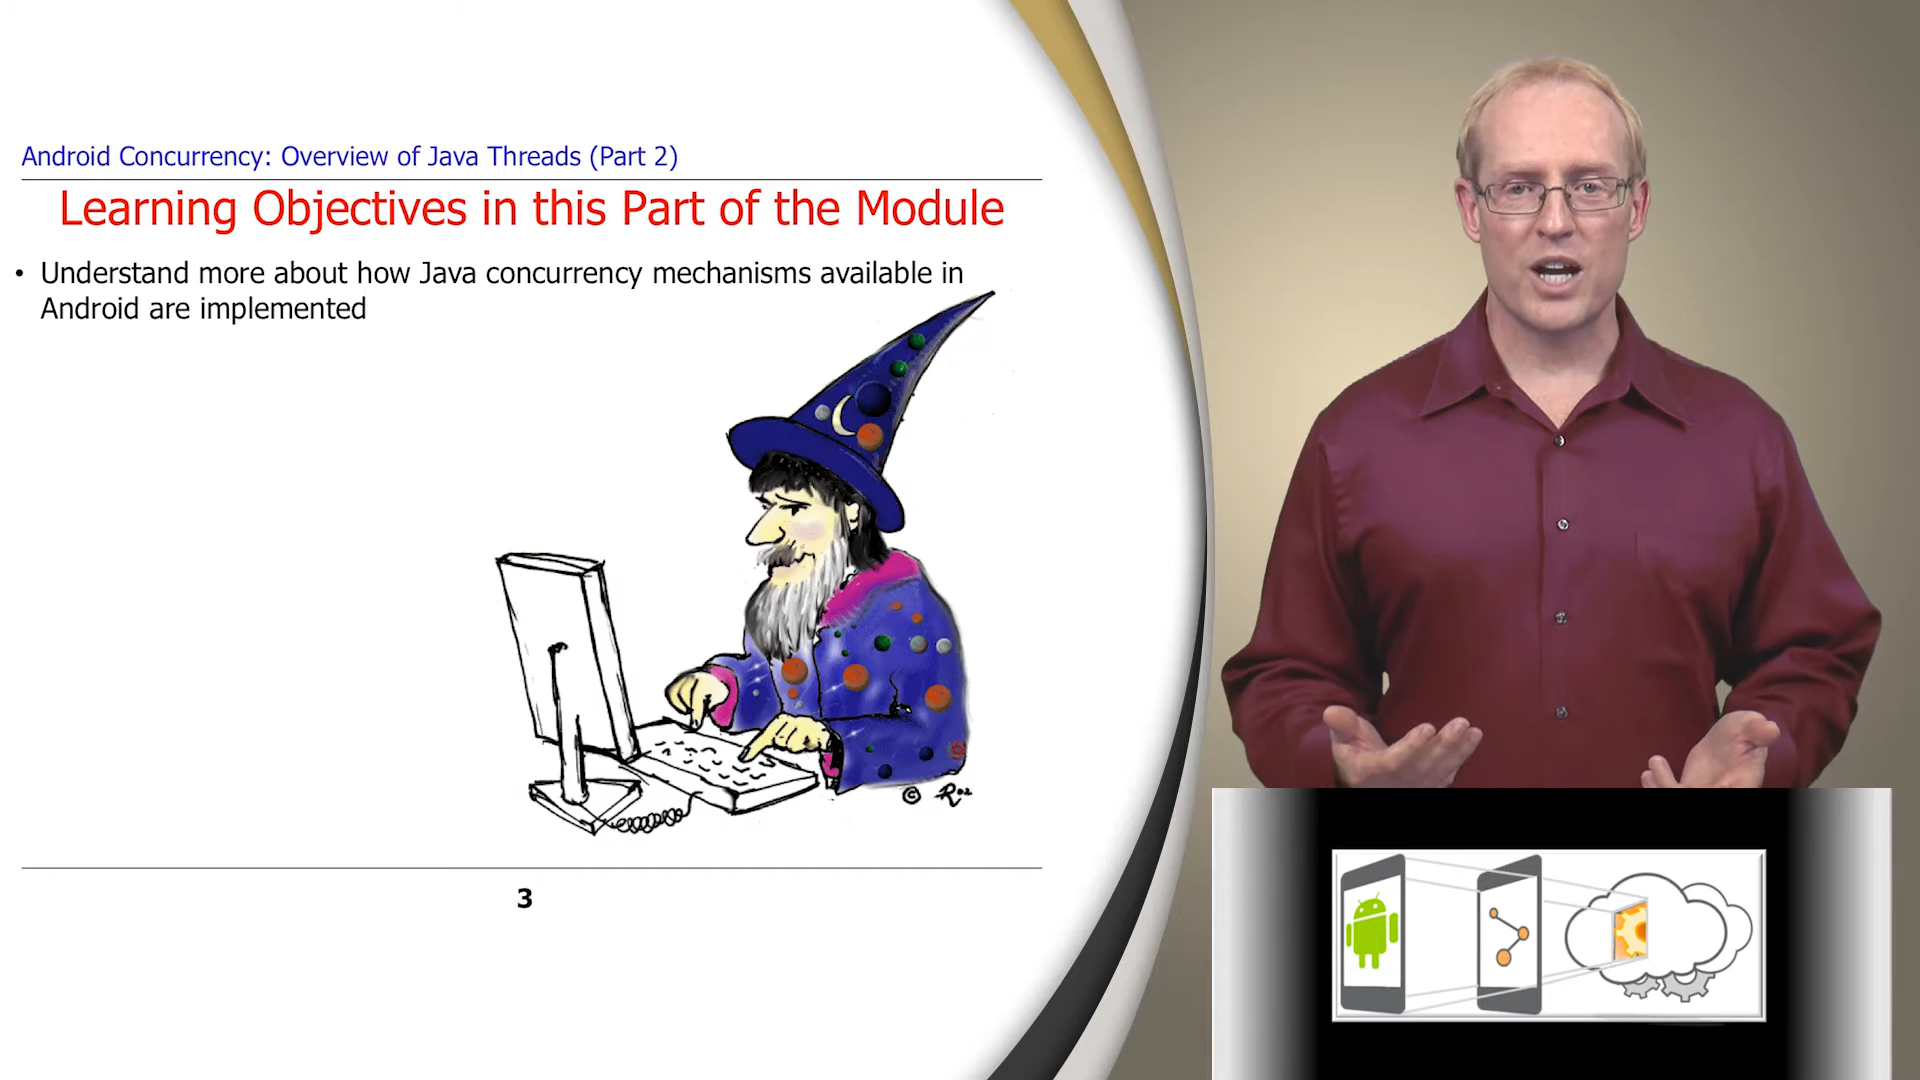 Android Concurrency: Overview of Java Threads (Part 2)
Learning Objectives in this Part of the Module
• Understand more about how Java concurrency mechanisms available in
Android are implemented
©
3